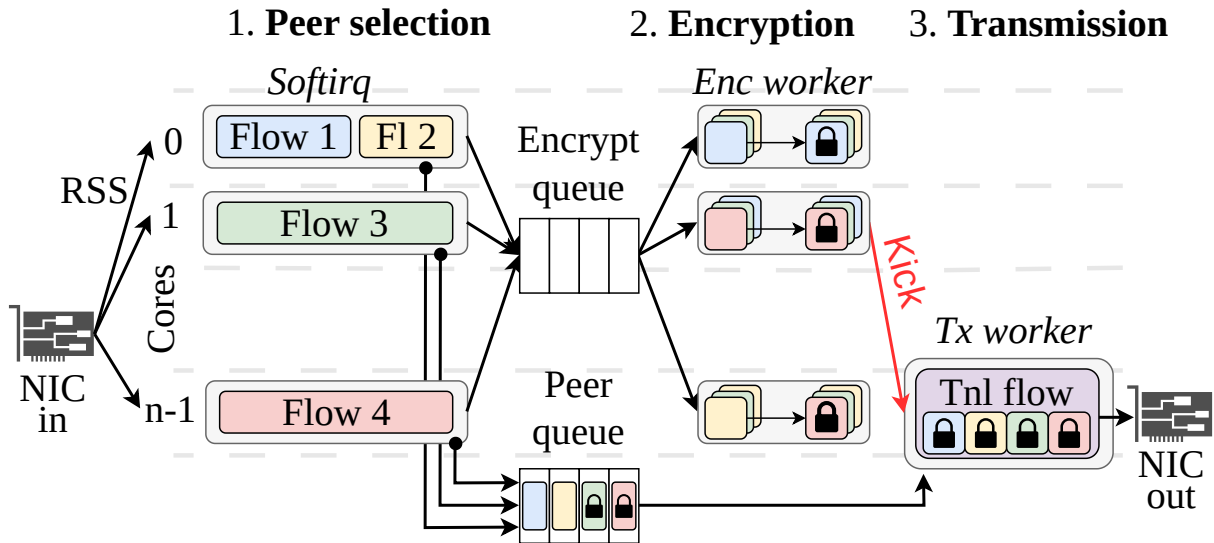 1. Peer selection
2. Encryption
3. Transmission
Softirq
Enc worker
0
Flow 1
Fl 2
Encrypt
queue
RSS
1
Flow 3
Kick
Cores
Tx worker
NIC
in
n-1
Flow 4
Peer
queue
Tnl flow
NIC
out